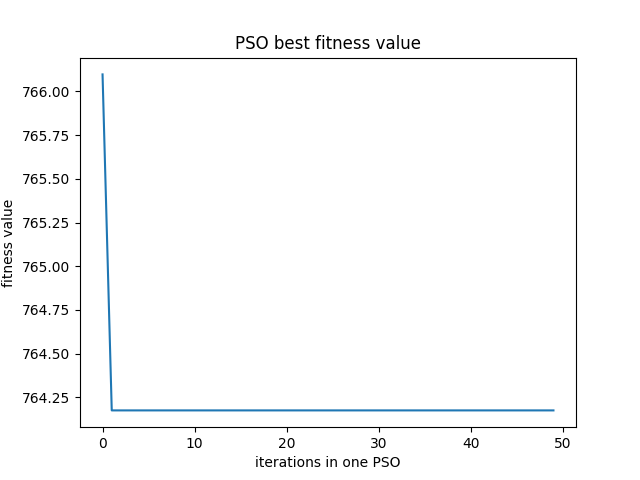 PSO best fitness value
fitness value
766.00
765.75
765.50
765.25
765.00
764.75
764.50
764.25
0 10 20 30 40 50
iterations in one PSO